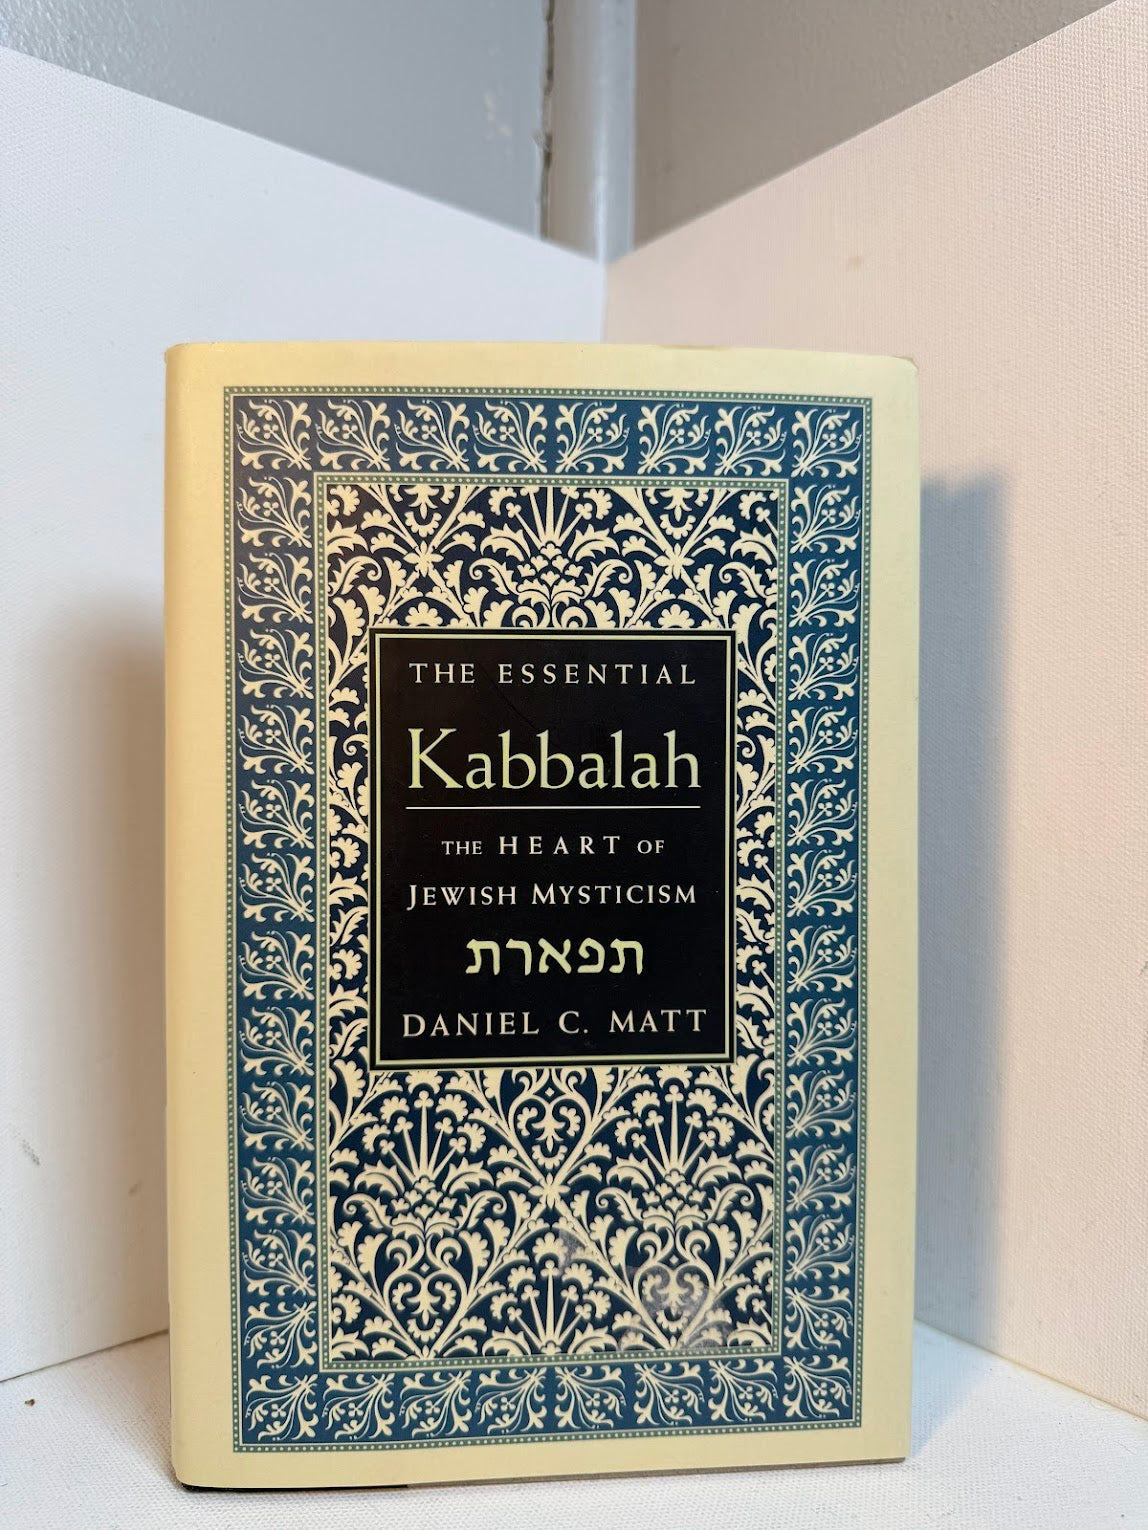 THE ESSENTIAL
Kabbalah
THE HEART OF
JEWISH MYSTICISM
תפארת
DANIEL C. MATT